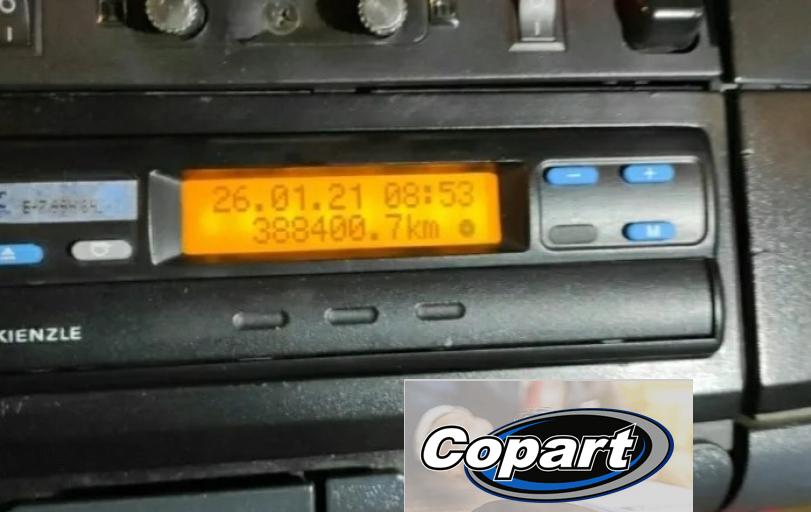 26.01.21 08:53
388400.7km
- +
M
KIENZLE
Copart